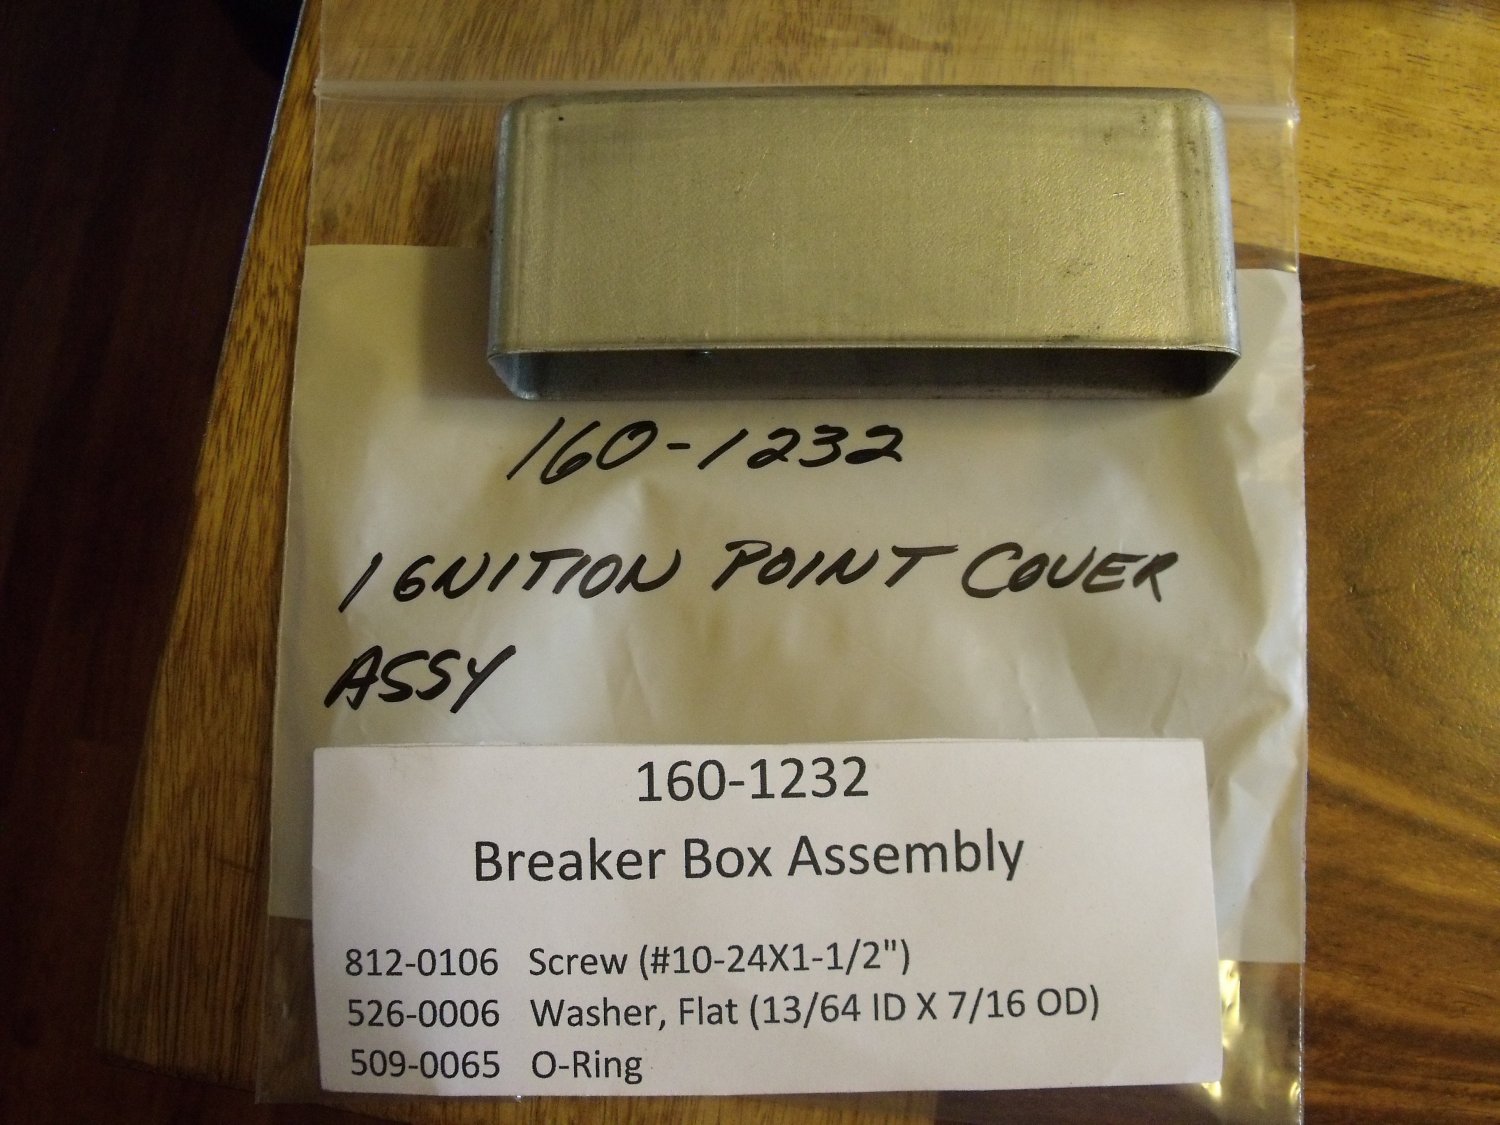 160-1232
IGNITION POINT COVER
ASSY
160-1232
Breaker Box Assembly
812-0106 Screw (#10-24X1-1/2")
526-0006 Washer, Flat (13/64 ID X 7/16 OD)
509-0065 O-Ring